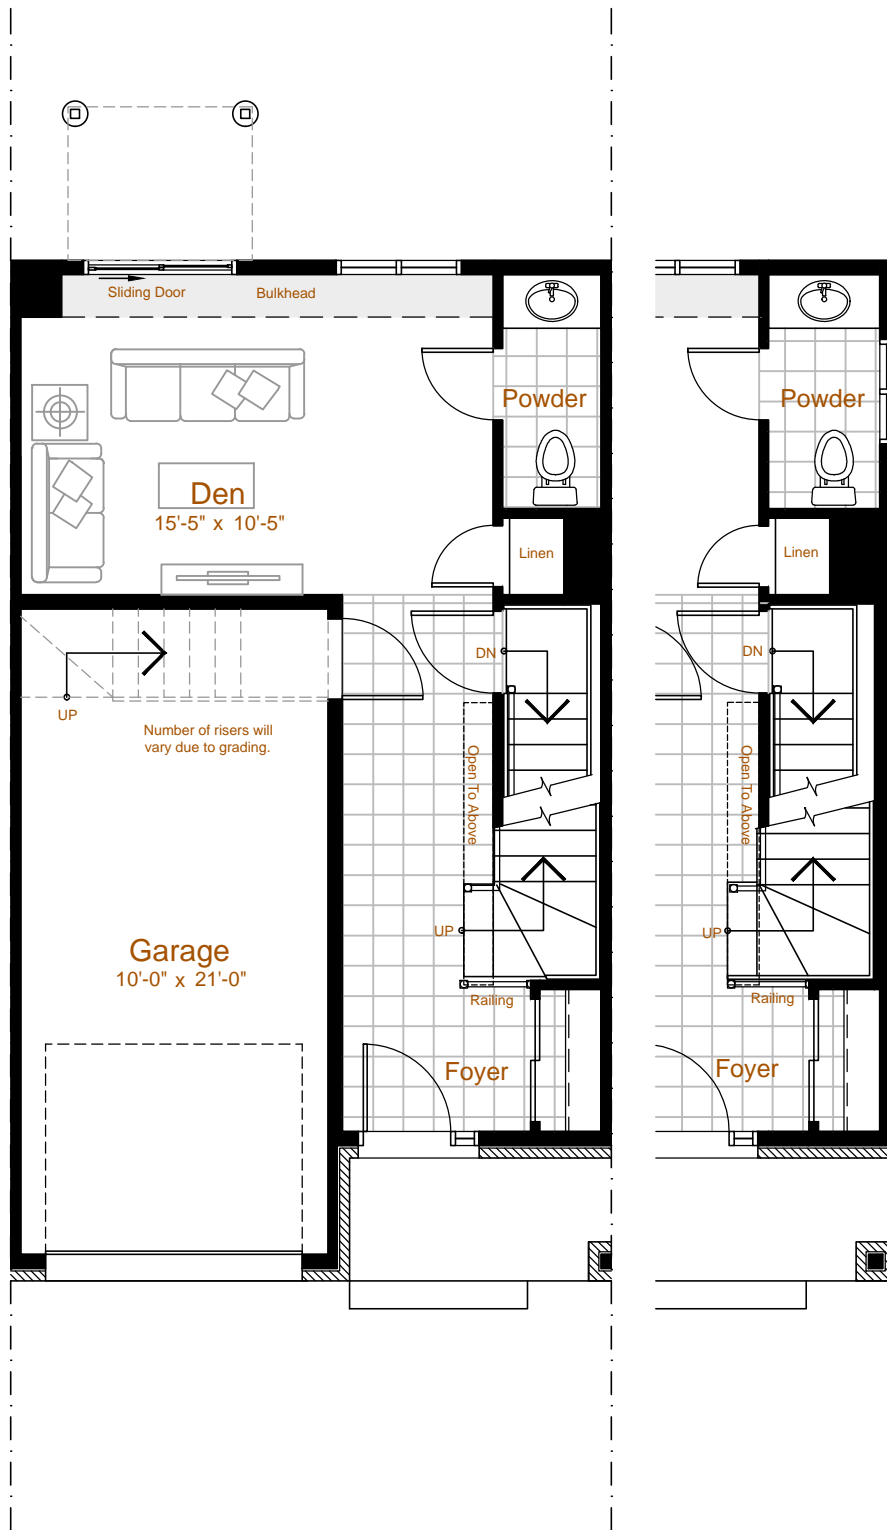 Sliding Door
Bulkhead
Powder
Den
15'-5" x 10'-5"
Linen
DN
UP
Number of risers will
vary due to grading.
Open To Above
UP
Garage
10'-0" x 21'-0"
Railing
Foyer
Powder
Linen
DN
Open To Above
UP
Railing
Foyer